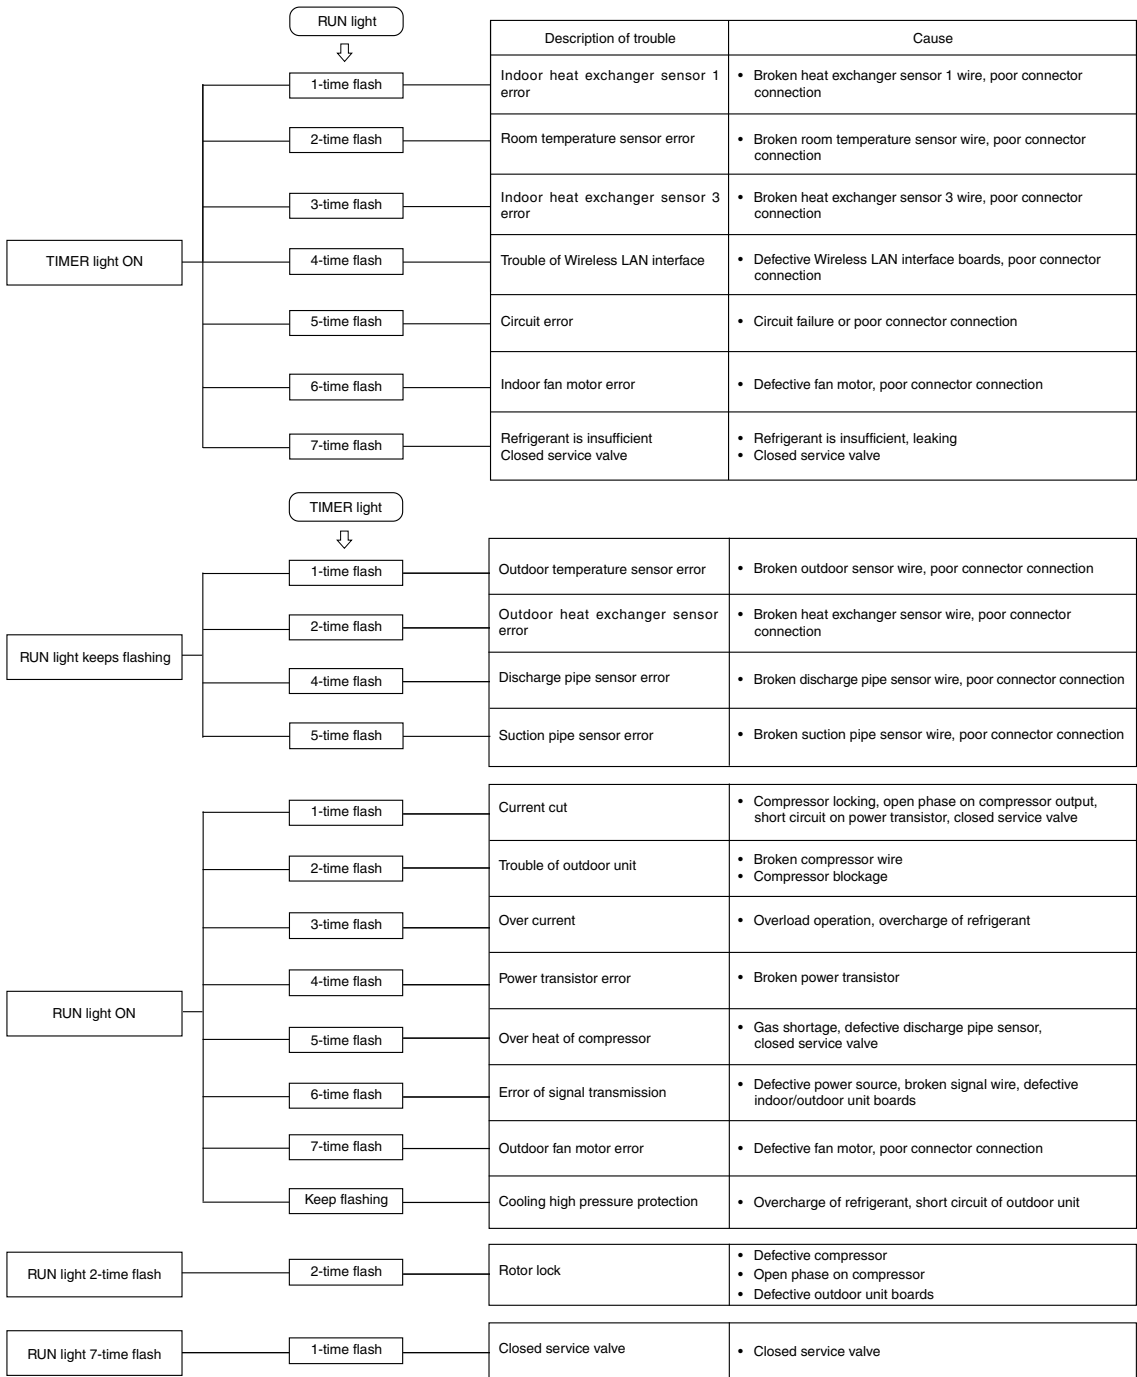 RUN light
Description of trouble
Cause
1-time flash
Indoor heat exchanger sensor 1
error
• Broken heat exchanger sensor 1 wire, poor connector
connection
2-time flash
Room temperature sensor error
• Broken room temperature sensor wire, poor connector
connection
3-time flash
Indoor heat exchanger sensor 3
error
• Broken heat exchanger sensor 3 wire, poor connector
connection
TIMER light ON
4-time flash
Trouble of Wireless LAN interface
• Defective Wireless LAN interface boards, poor connector
connection
5-time flash
Circuit error
• Circuit failure or poor connector connection
6-time flash
Indoor fan motor error
• Defective fan motor, poor connector connection
7-time flash
Refrigerant is insufficient
Closed service valve
• Refrigerant is insufficient, leaking
• Closed service valve
TIMER light
1-time flash
Outdoor temperature sensor error
• Broken outdoor sensor wire, poor connector connection
2-time flash
Outdoor heat exchanger sensor
error
• Broken heat exchanger sensor wire, poor connector
connection
RUN light keeps flashing
4-time flash
Discharge pipe sensor error
• Broken discharge pipe sensor wire, poor connector connection
5-time flash
Suction pipe sensor error
• Broken suction pipe sensor wire, poor connector connection
1-time flash
Current cut
• Compressor locking, open phase on compressor output,
short circuit on power transistor, closed service valve
2-time flash
Trouble of outdoor unit
• Broken compressor wire
• Compressor blockage
3-time flash
Over current
• Overload operation, overcharge of refrigerant
4-time flash
Power transistor error
• Broken power transistor
RUN light ON
5-time flash
Over heat of compressor
• Gas shortage, defective discharge pipe sensor,
closed service valve
6-time flash
Error of signal transmission
• Defective power source, broken signal wire, defective
indoor/outdoor unit boards
7-time flash
Outdoor fan motor error
• Defective fan motor, poor connector connection
Keep flashing
Cooling high pressure protection
• Overcharge of refrigerant, short circuit of outdoor unit
RUN light 2-time flash
2-time flash
Rotor lock
• Defective compressor
• Open phase on compressor
• Defective outdoor unit boards
RUN light 7-time flash
1-time flash
Closed service valve
• Closed service valve